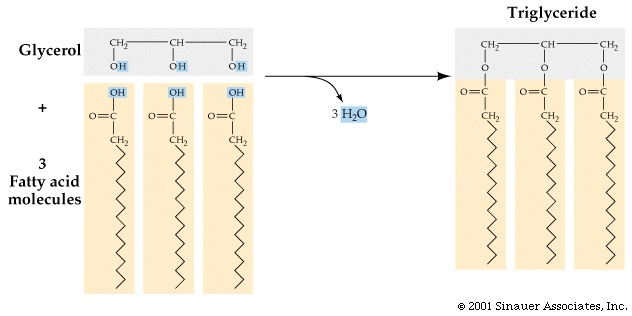 Triglyceride
Glycerol
CH2 CH CH2
OH OH OH
CH2 CH CH2
O O O
+
OH OH OH
O=C O=C O=C
CH2 CH2 CH2
3 H2O
O=C O=C O=C
CH2 CH2 CH2
3
Fatty acid
molecules
© 2001 Sinauer Associates, Inc.